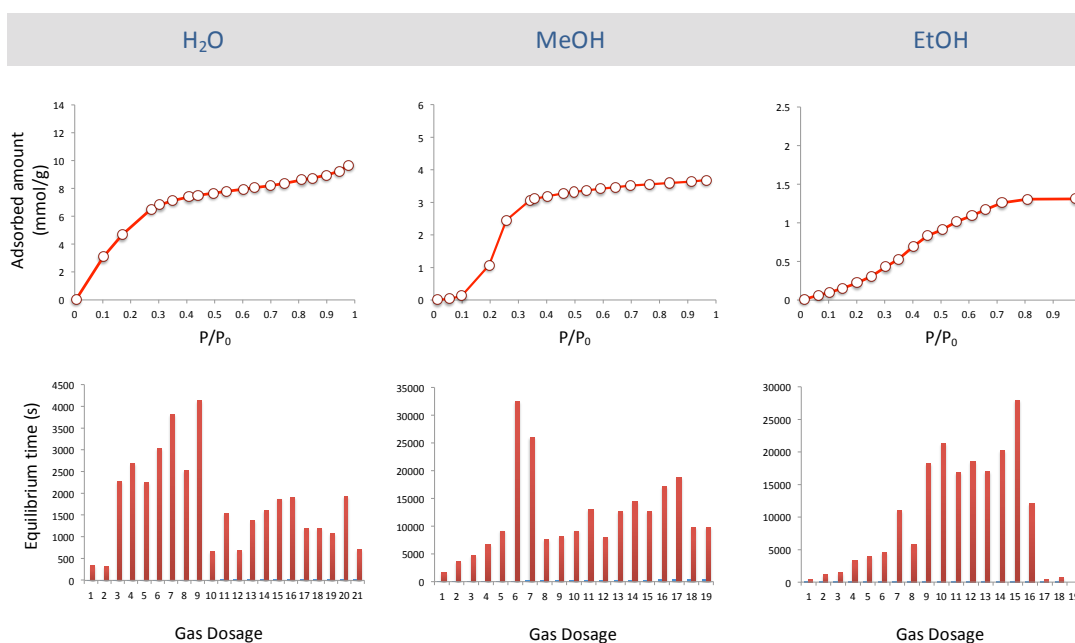 H₂O MeOH EtOH
Adsorbed amount
(mmol/g)
14
12
10
8
6
4
2
0
0 0.1 0.2 0.3 0.4 0.5 0.6 0.7 0.8 0.9 1
P/P₀
6
5
4
3
2
1
0
0 0.1 0.2 0.3 0.4 0.5 0.6 0.7 0.8 0.9 1
P/P₀
2.5
2
1.5
1
0.5
0
0 0.1 0.2 0.3 0.4 0.5 0.6 0.7 0.8 0.9
P/P₀
Equilibrium time (s)
4500
4000
3500
3000
2500
2000
1500
1000
500
0
1 2 3 4 5 6 7 8 9 10 11 12 13 14 15 16 17 18 19 20 21
Gas Dosage
35000
30000
25000
20000
15000
10000
5000
0
1 2 3 4 5 6 7 8 9 10 11 12 13 14 15 16 17 18 19
Gas Dosage
30000
25000
20000
15000
10000
5000
0
1 2 3 4 5 6 7 8 9 10 11 12 13 14 15 16 17 18 19
Gas Dosage